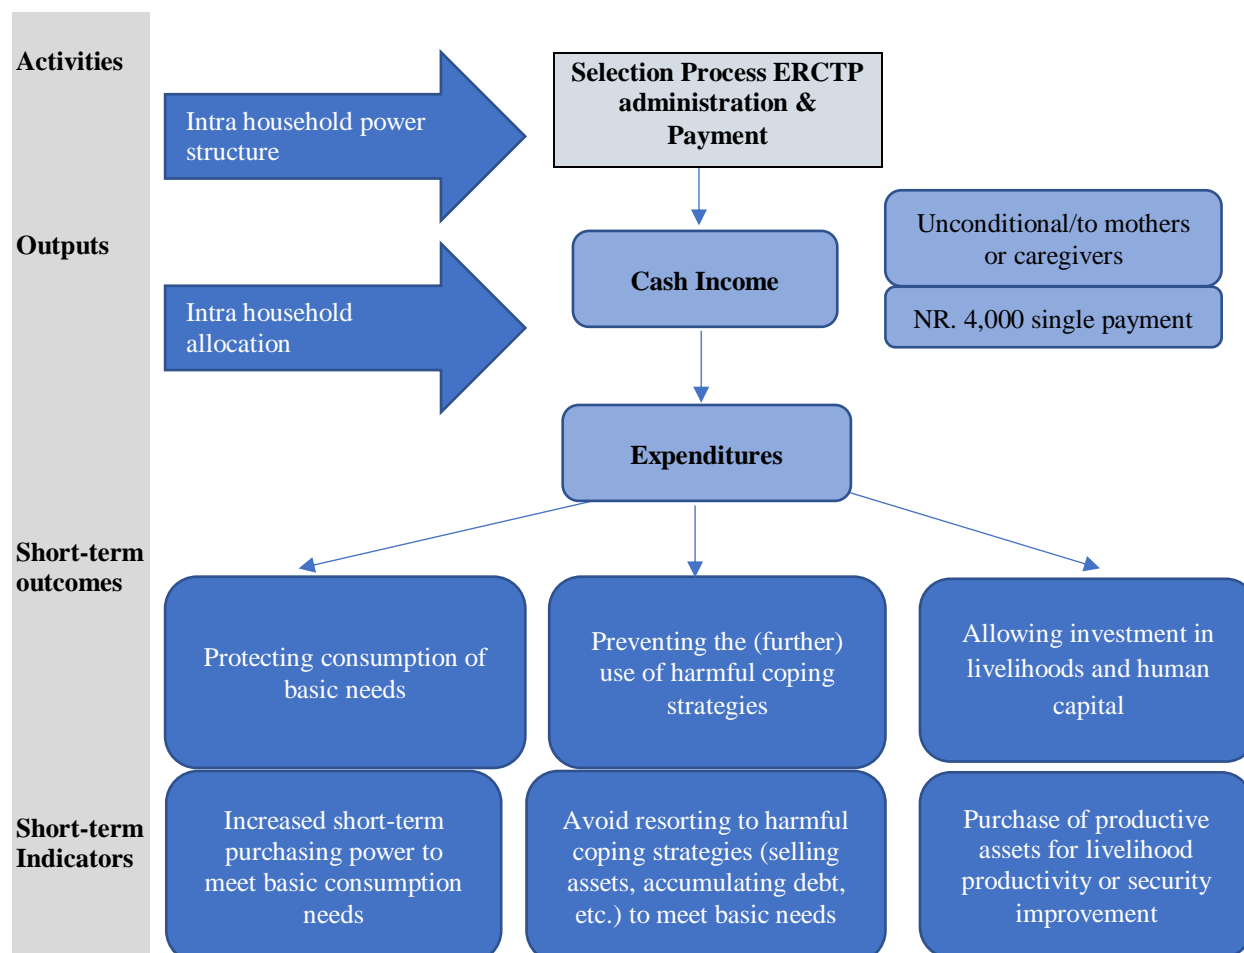 Activities
Selection Process ERCTP
administration &
Payment
Intra household power
structure
Unconditional/to mothers
or caregivers
Outputs
Cash Income
NR. 4,000 single payment
Intra household
allocation
Expenditures
Short-term
outcomes
Protecting consumption of
basic needs
Preventing the (further)
use of harmful coping
strategies
Allowing investment in
livelihoods and human
capital
Short-term
Indicators
Increased short-term
purchasing power to
meet basic consumption
needs
Avoid resorting to harmful
coping strategies (selling
assets, accumulating debt,
etc.) to meet basic needs
Purchase of productive
assets for livelihood
productivity or security
improvement